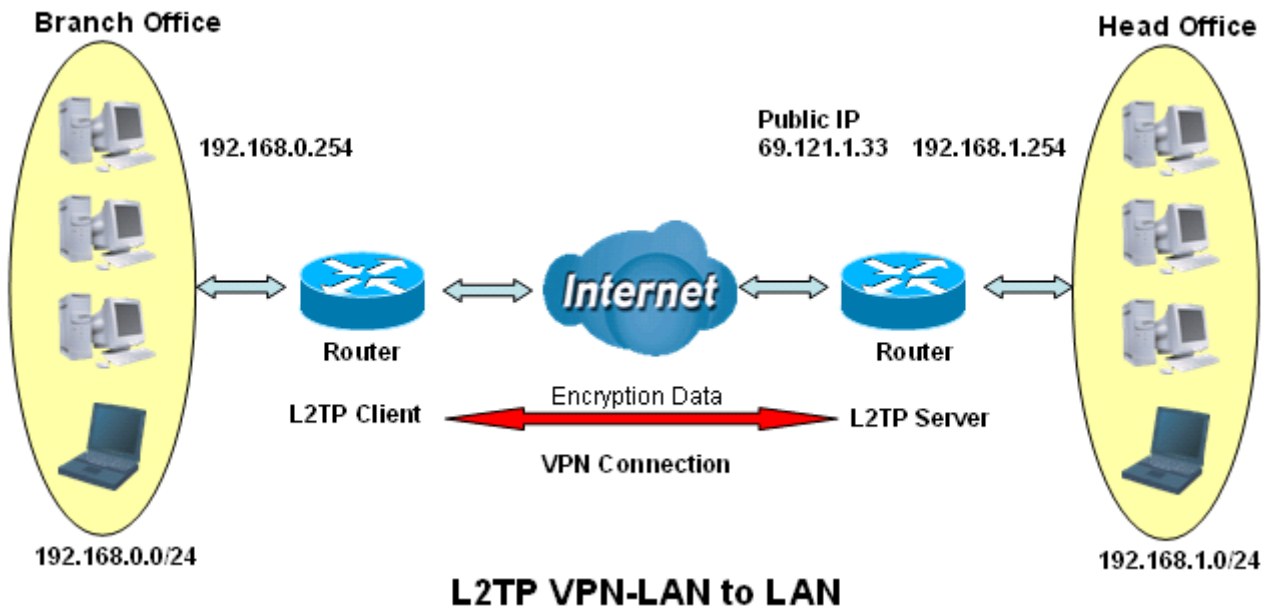 Branch Office
Head Office
192.168.0.254
Public IP
69.121.1.33 192.168.1.254
Internet
Router
Router
L2TP Client
Encryption Data
L2TP Server
VPN Connection
192.168.0.0/24
192.168.1.0/24
L2TP VPN-LAN to LAN